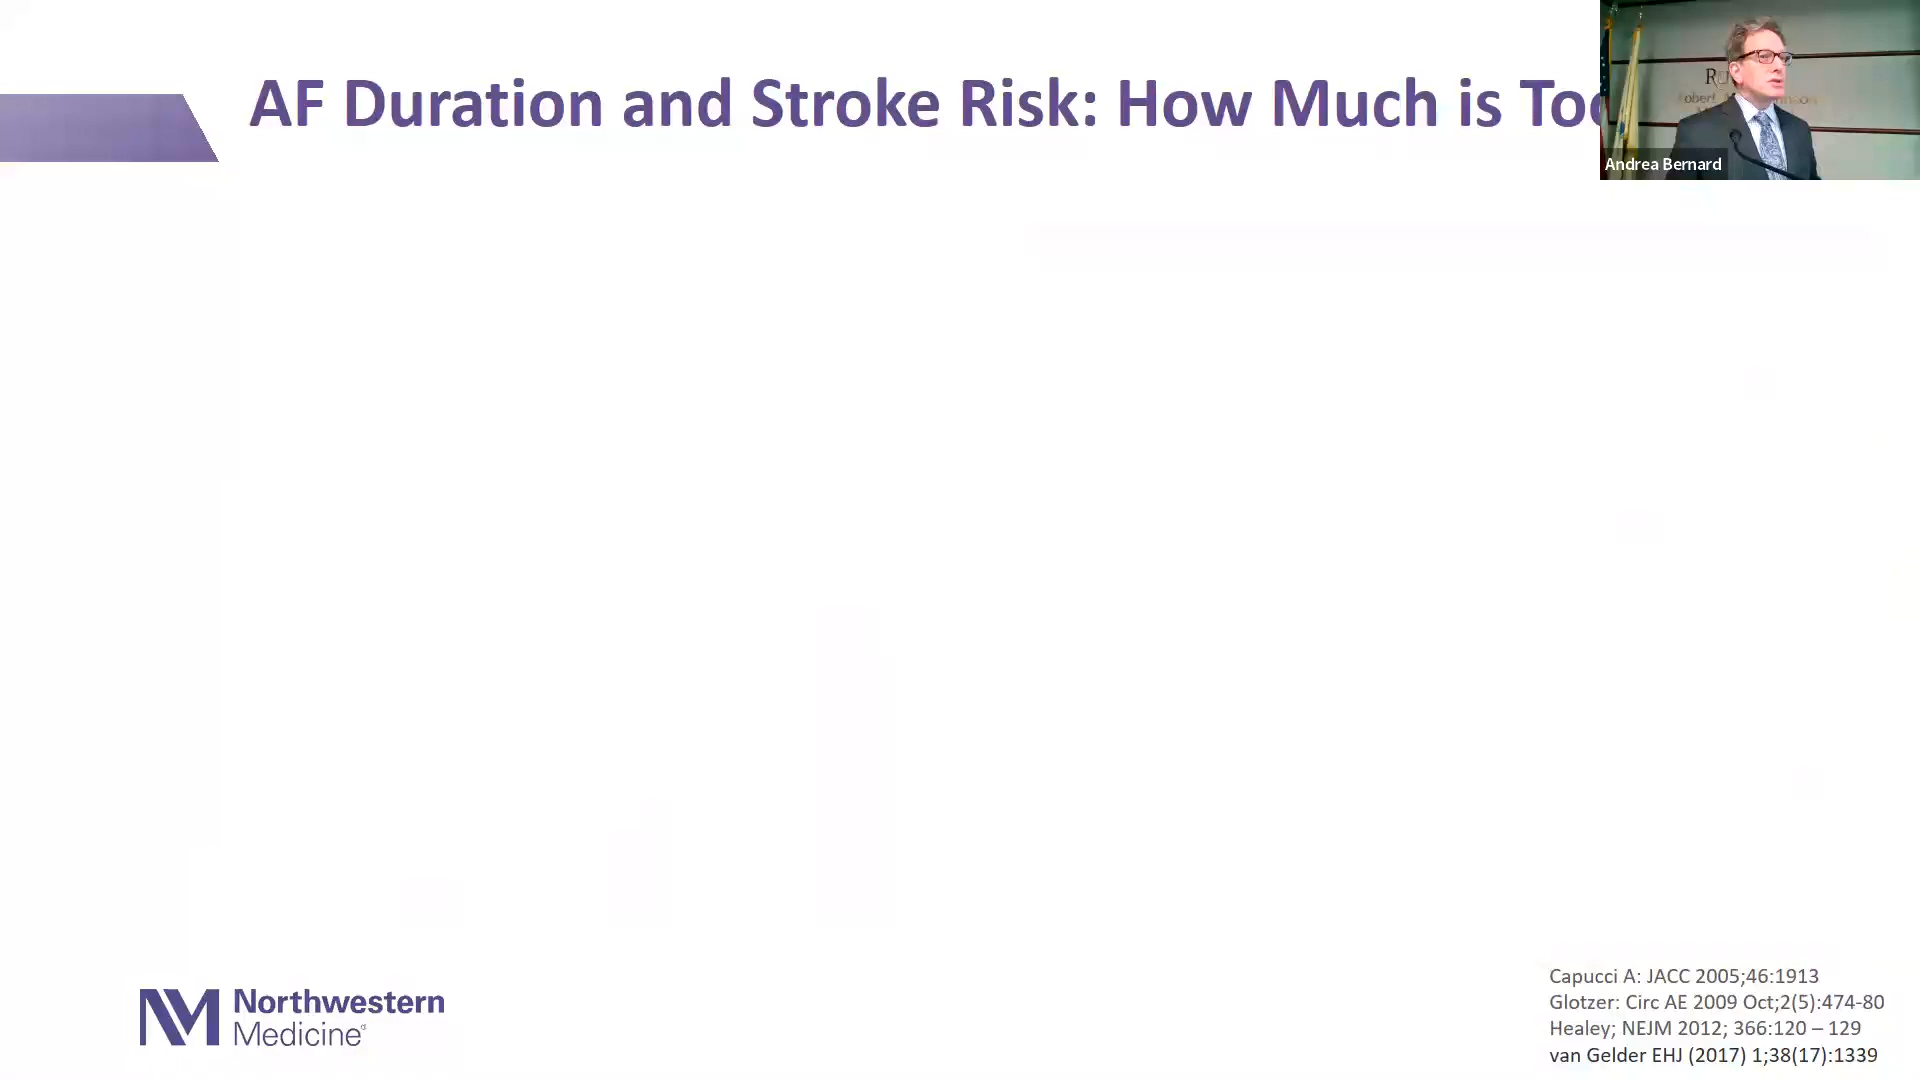 AF Duration and Stroke Risk: How Much is Too
Andrea Bernard
Northwestern
Medicine
Capucci A: JACC 2005;46:1913
Glotzer: Circ AE 2009 Oct;2(5):474-80
Healey; NEJM 2012; 366:120 – 129
van Gelder EHJ (2017) 1;38(17):1339